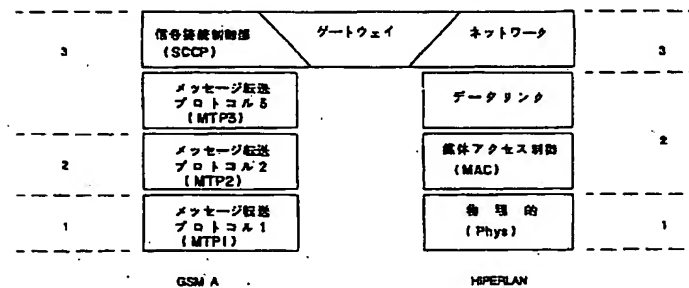 3
信号接続制御部
(SCCP)
ゲートウェイ
ネットワーク
3
メッセージ転送
プロトコル3
(MTP3)
データリンク
2
2
メッセージ転送
プロトコル2
(MTP2)
媒体アクセス制御
(MAC)
1
メッセージ転送
プロトコル1
(MTP1)
物理的
(Phys)
1
GSM A
HIPERLAN